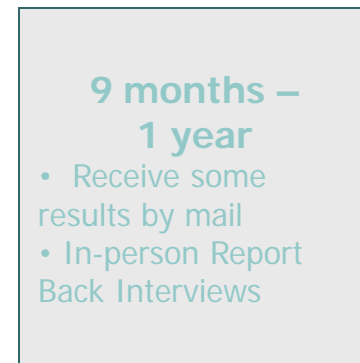 9 months –
1 year
• Receive some
results by mail
• In-person Report
Back Interviews